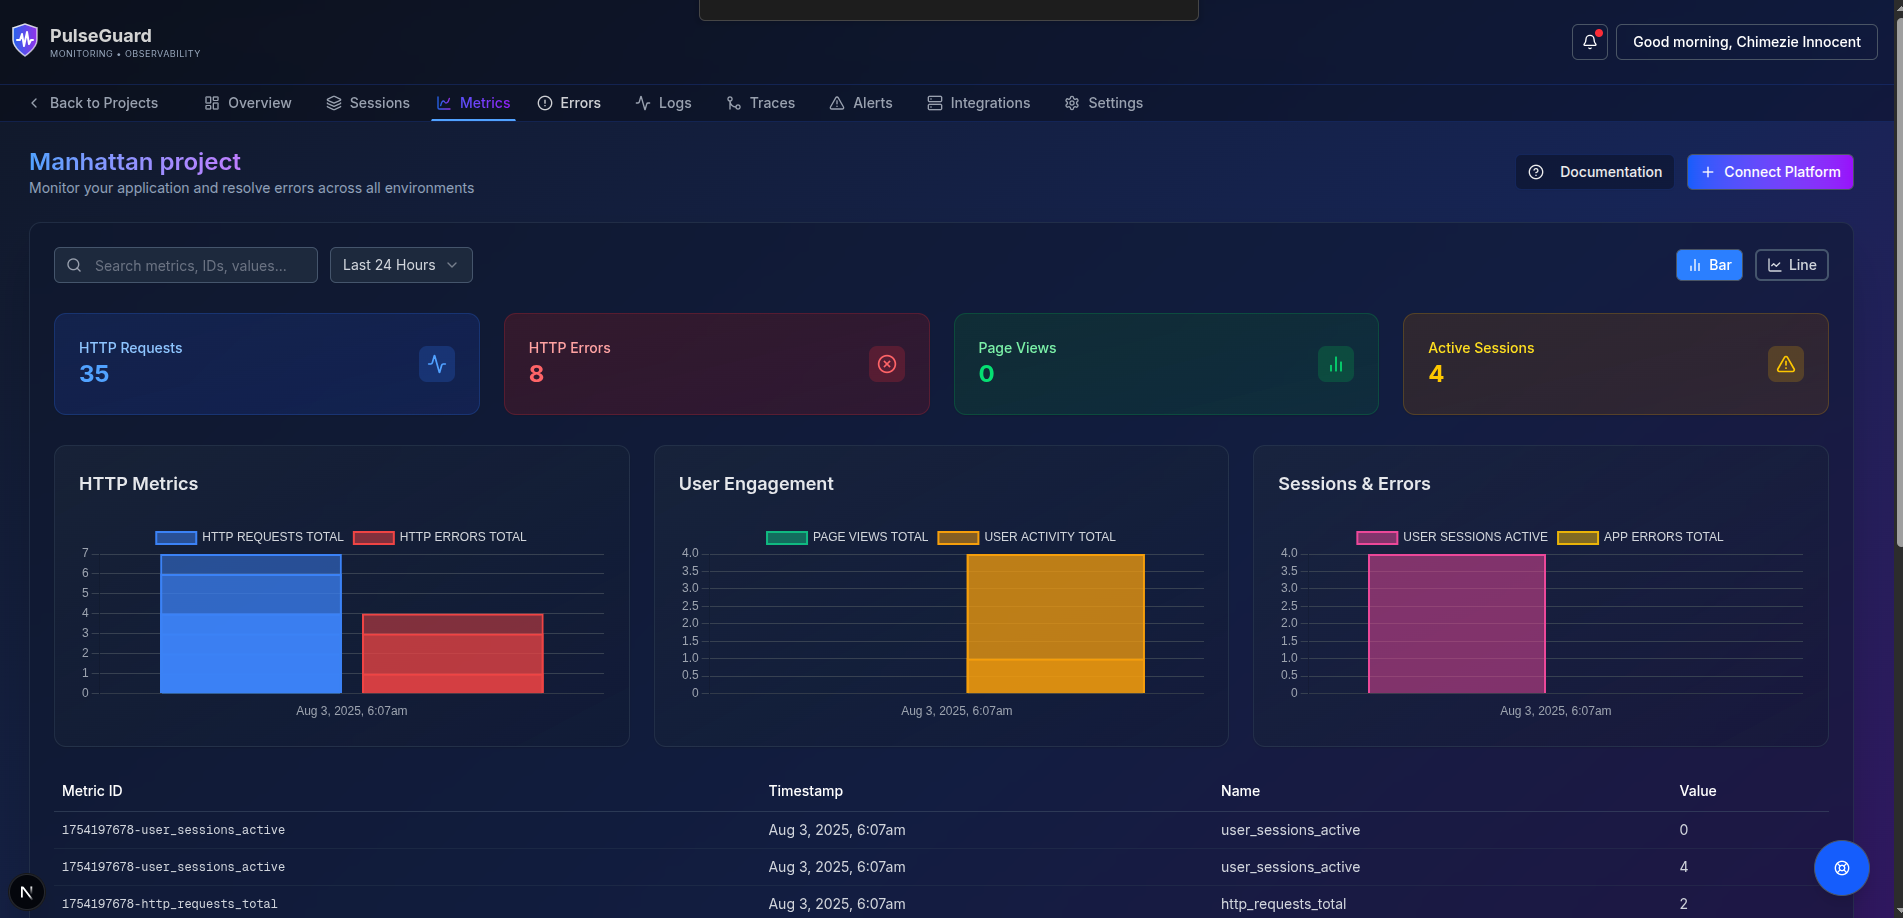 PulseGuard
MONITORING • OBSERVABILITY
Good morning, Chimezie Innocent
Back to Projects
Overview
Sessions
Metrics
Errors
Logs
Traces
Alerts
Integrations
Settings
Manhattan project
Monitor your application and resolve errors across all environments
Documentation
Connect Platform
Search metrics, IDs, values...
Last 24 Hours
Bar
Line
HTTP Requests
35
HTTP Errors
8
Page Views
0
Active Sessions
4
HTTP Metrics
HTTP REQUESTS TOTAL
HTTP ERRORS TOTAL
7
6
5
4
3
2
1
0
Aug 3, 2025, 6:07am
User Engagement
PAGE VIEWS TOTAL
USER ACTIVITY TOTAL
4.0
3.5
3.0
2.5
2.0
1.5
1.0
0.5
0
Aug 3, 2025, 6:07am
Sessions & Errors
USER SESSIONS ACTIVE
APP ERRORS TOTAL
4.0
3.5
3.0
2.5
2.0
1.5
1.0
0.5
0
Aug 3, 2025, 6:07am
Metric ID Timestamp Name Value
1754197678-user_sessions_active Aug 3, 2025, 6:07am user_sessions_active 0
1754197678-user_sessions_active Aug 3, 2025, 6:07am user_sessions_active 4
1754197678-http_requests_total Aug 3, 2025, 6:07am http_requests_total 2
N